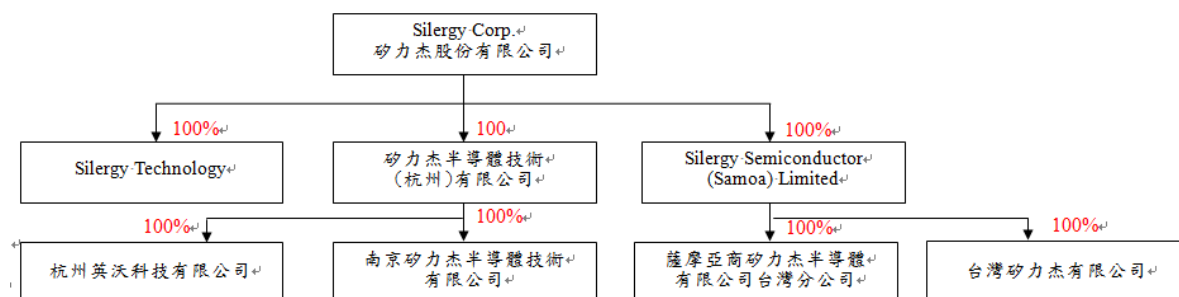 Silergy Corp.
矽力杰股份有限公司
100%
100
100%
Silergy Technology
矽力杰半導體技術
(杭州)有限公司
Silergy Semiconductor
(Samoa) Limited
100%
100%
100%
100%
杭州英沃科技有限公司
南京矽力杰半導體技術
有限公司
薩摩亞商矽力杰半導體
有限公司台灣分公司
台灣矽力杰有限公司